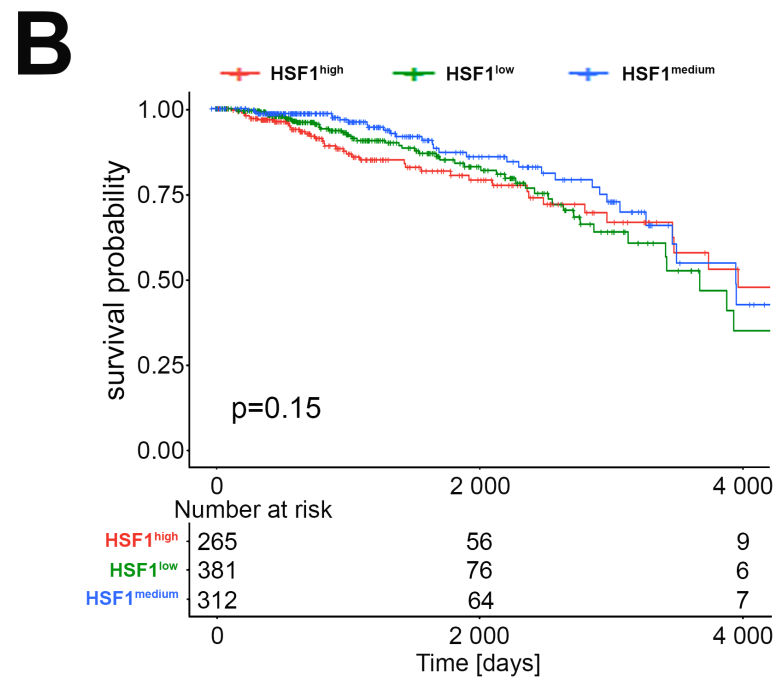 B
HSF1high HSF1low HSF1medium
1.00
0.75
0.50
0.25
0.00
survival probability
p=0.15
0 2 000 4 000
Number at risk
HSF1high 265 56 9
HSF1low 381 76 6
HSF1medium 312 64 7
0 2 000 4 000
Time [days]